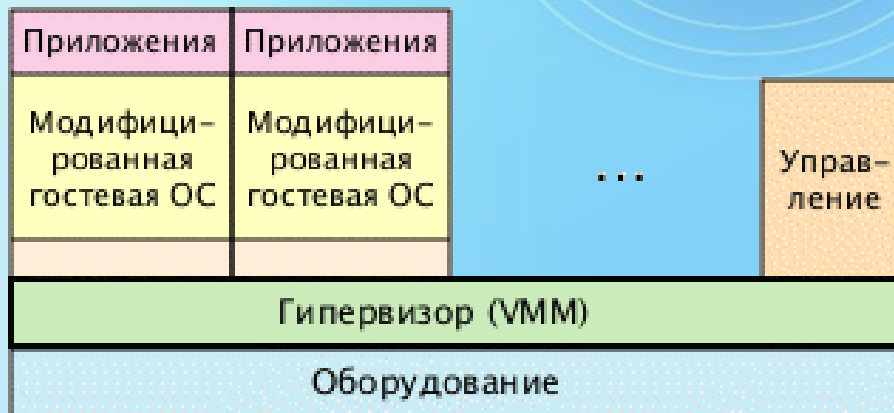 Приложения
Приложения
Модифици-
рованная
гостевая ОС
Модифици-
рованная
гостевая ОС
...
Управ-
ление
Гипервизор (VMM)
Оборудование